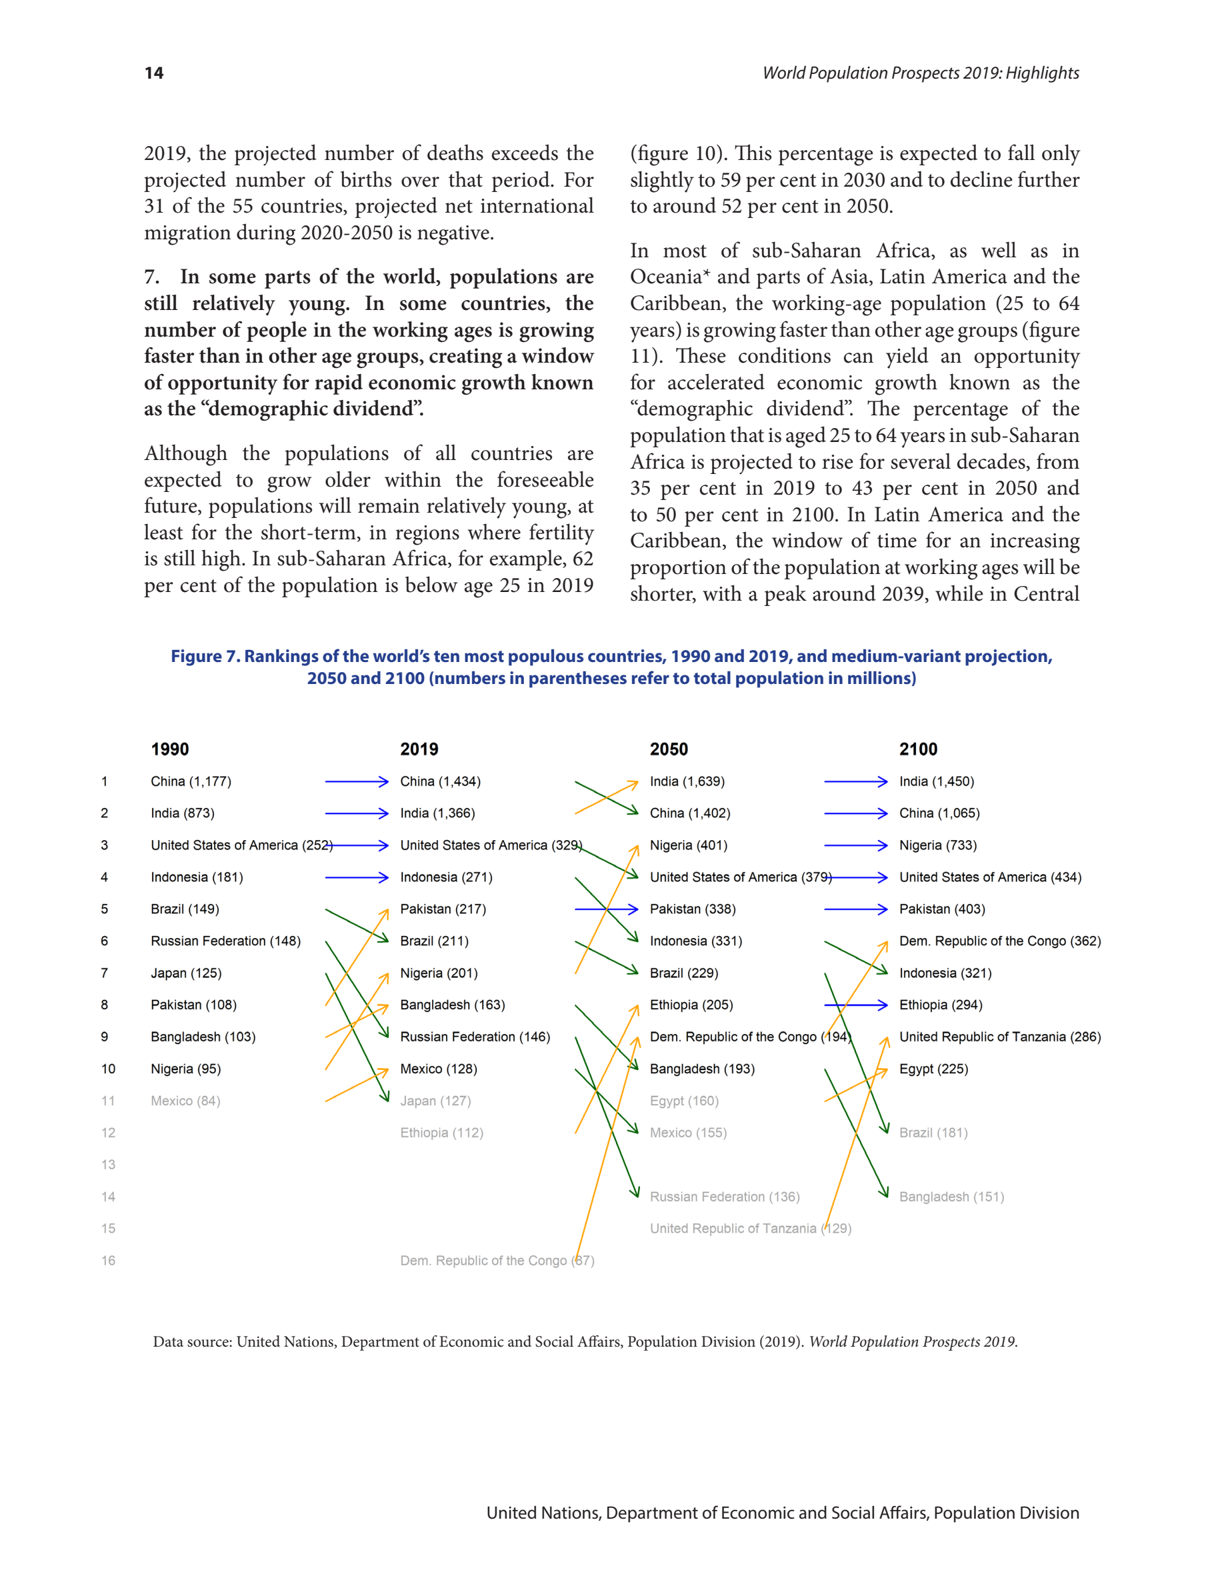 14
World Population Prospects 2019: Highlights
2019, the projected number of deaths exceeds the
projected number of births over that period. For
31 of the 55 countries, projected net international
migration during 2020-2050 is negative.
7. In some parts of the world, populations are
still relatively young. In some countries, the
number of people in the working ages is growing
faster than in other age groups, creating a window
of opportunity for rapid economic growth known
as the “demographic dividend”.
Although the populations of all countries are
expected to grow older within the foreseeable
future, populations will remain relatively young, at
least for the short-term, in regions where fertility
is still high. In sub-Saharan Africa, for example, 62
per cent of the population is below age 25 in 2019
(figure 10). This percentage is expected to fall only
slightly to 59 per cent in 2030 and to decline further
to around 52 per cent in 2050.
In most of sub-Saharan Africa, as well as in
Oceania* and parts of Asia, Latin America and the
Caribbean, the working-age population (25 to 64
years) is growing faster than other age groups (figure
11). These conditions can yield an opportunity
for accelerated economic growth known as the
“demographic dividend”. The percentage of the
population that is aged 25 to 64 years in sub-Saharan
Africa is projected to rise for several decades, from
35 per cent in 2019 to 43 per cent in 2050 and
to 50 per cent in 2100. In Latin America and the
Caribbean, the window of time for an increasing
proportion of the population at working ages will be
shorter, with a peak around 2039, while in Central
Figure 7. Rankings of the world’s ten most populous countries, 1990 and 2019, and medium-variant projection,
2050 and 2100 (numbers in parentheses refer to total population in millions)
1990 2019 2050 2100
1 China (1,177) China (1,434) India (1,639) India (1,450)
2 India (873) India (1,366) China (1,402) China (1,065)
3 United States of America (252) United States of America (329) Nigeria (401) Nigeria (733)
4 Indonesia (181) Indonesia (271) United States of America (379) United States of America (434)
5 Brazil (149) Pakistan (217) Pakistan (338) Pakistan (403)
6 Russian Federation (148) Brazil (211) Indonesia (331) Dem. Republic of the Congo (362)
7 Japan (125) Nigeria (201) Brazil (229) Indonesia (321)
8 Pakistan (108) Bangladesh (163) Ethiopia (205) Ethiopia (294)
9 Bangladesh (103) Russian Federation (146) Dem. Republic of the Congo (194) United Republic of Tanzania (286)
10 Nigeria (95) Mexico (128) Bangladesh (193) Egypt (225)
11 Mexico (84) Japan (127) Egypt (160)
12 Ethiopia (112) Mexico (155) Brazil (181)
13
14 Russian Federation (136) Bangladesh (151)
15 United Republic of Tanzania (129)
16 Dem. Republic of the Congo (87)
Data source: United Nations, Department of Economic and Social Affairs, Population Division (2019). World Population Prospects 2019.
United Nations, Department of Economic and Social Affairs, Population Division